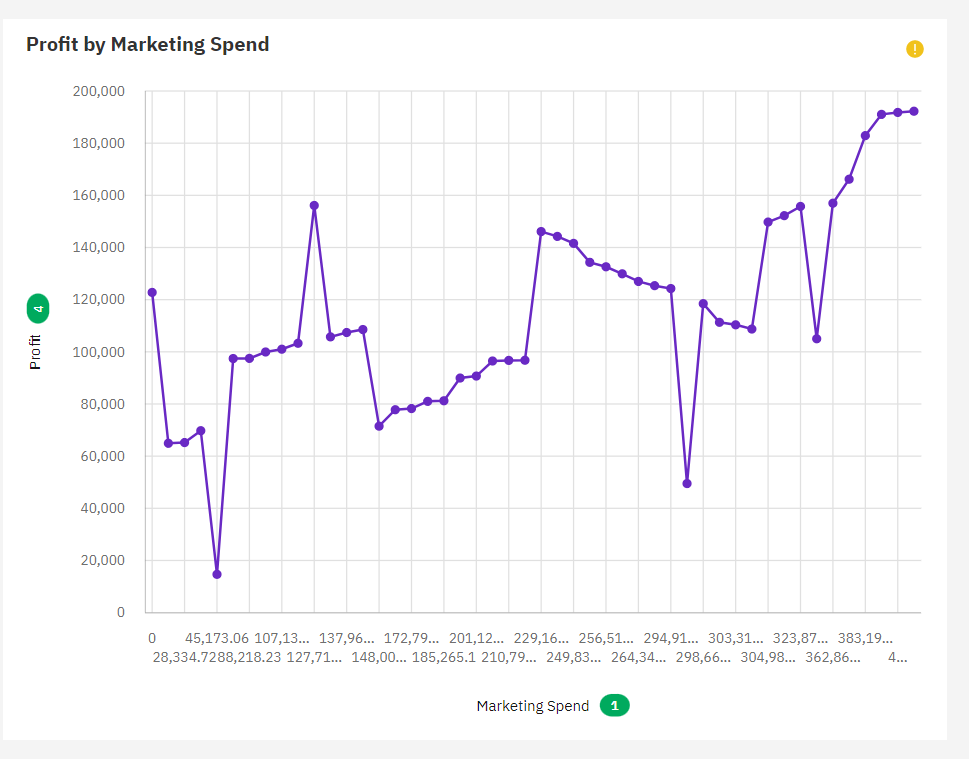 Profit by Marketing Spend
!
200,000
180,000
160,000
140,000
120,000
100,000
80,000
60,000
40,000
20,000
0
Profit 4
0 45,173.06 107,13... 137,96... 172,79... 201,12... 229,16... 256,51... 294,91... 303,31... 323,87... 383,19...
28,334.72 88,218.23 127,71... 148,00... 185,265.1 210,79... 249,83... 264,34... 298,66... 304,98... 362,86... 4...
Marketing Spend 1